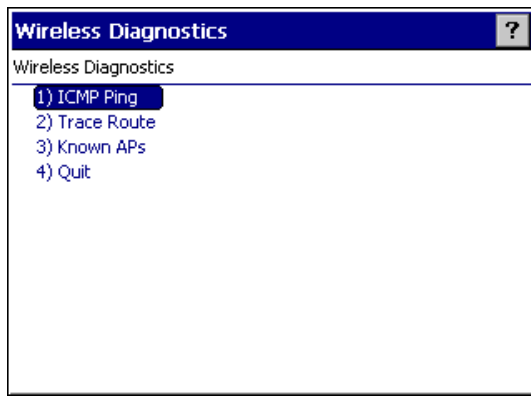 Wireless Diagnostics ?
Wireless Diagnostics
1) ICMP Ping
2) Trace Route
3) Known APs
4) Quit